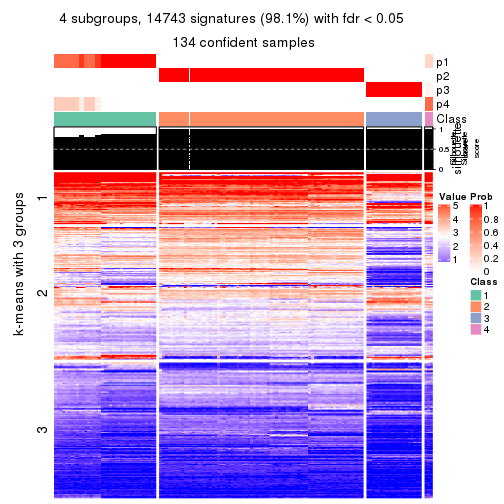 4 subgroups, 14743 signatures (98.1%) with fdr < 0.05
134 confident samples
p1
p2
p3
p4
Class
1
0.5
0
silhouette
score
k-means with 3 groups
1
2
3
Value
5
4
3
2
1
Prob
1
0.8
0.6
0.4
0.2
0
Class
1
2
3
4